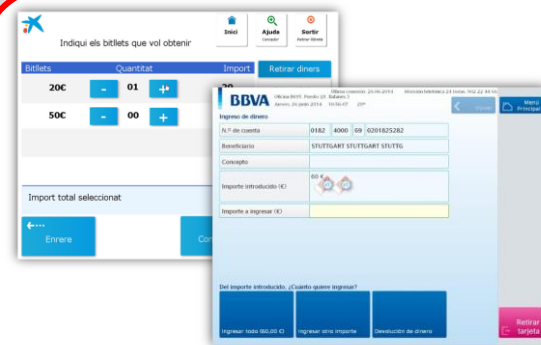 Inici
Ajuda
Sortir
Indiqui els bitllets que vol obtenir
Bitllets Quantitat Import Retirar diners
20€ - 01 +
50€ - 00 +
Import total seleccionat
Enrere
BBVA
Ingreso de dinero
N.º de cuenta 0182 4000 69 0201825282
Beneficiario STUTTGART STUTTGART STUTTG
Concepto
Importe introducido (€) 60 €
Importe a ingresar (€)
Del importe introducido, ¿Cuánto quiere ingresar?
Ingresar todo (60,00 €) Ingresar otro importe Devolución de dinero
Menú
Principal
Retirar
tarjeta